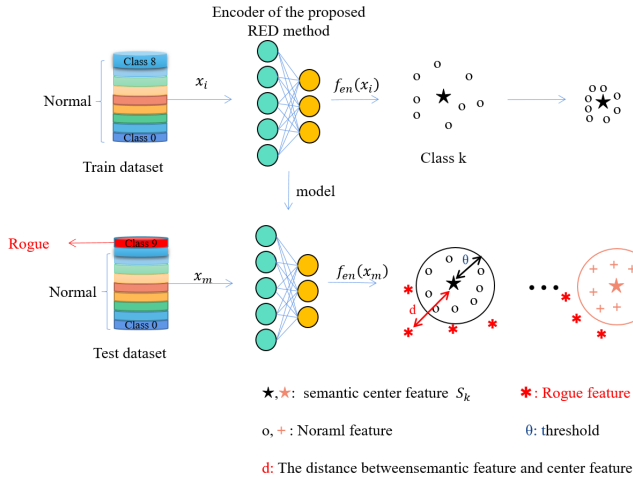 Encoder of the proposed
RED method
Class 8
Normal
x_i
f_en(x_i)
Class 0
Train dataset
Class k
model
Rogue
Class 9
Class 8
Normal
x_m
f_en(x_m)
θ
d
Class 0
Test dataset
★,★: semantic center feature S_k
✱: Rogue feature
o, + : Noraml feature
θ: threshold
d: The distance betweensemantic feature and center feature